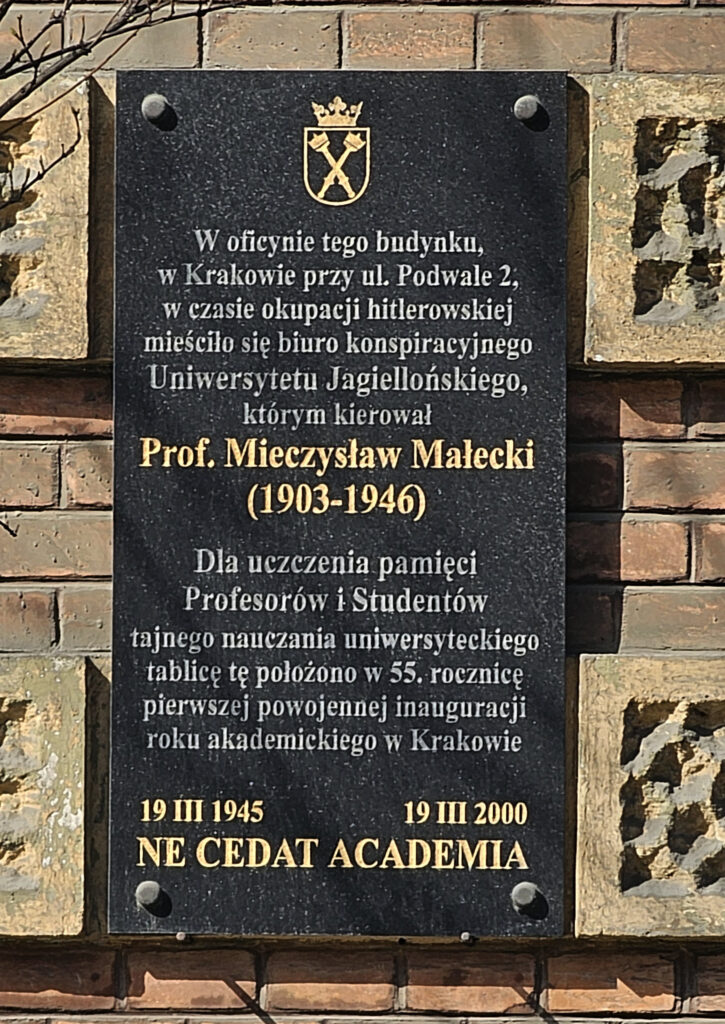 W oficynie tego budynku,
w Krakowie przy ul. Podwale 2,
w czasie okupacji hitlerowskiej
mieściło się biuro konspiracyjnego
Uniwersytetu Jagiellońskiego,
którym kierował
Prof. Mieczysław Małecki
(1903-1946)
Dla uczczenia pamięci
Profesorów i Studentów
tajnego nauczania uniwersyteckiego
tablicę tę położono w 55. rocznicę
pierwszej powojennej inauguracji
roku akademickiego w Krakowie
19 III 1945 19 III 2000
NE CEDAT ACADEMIA